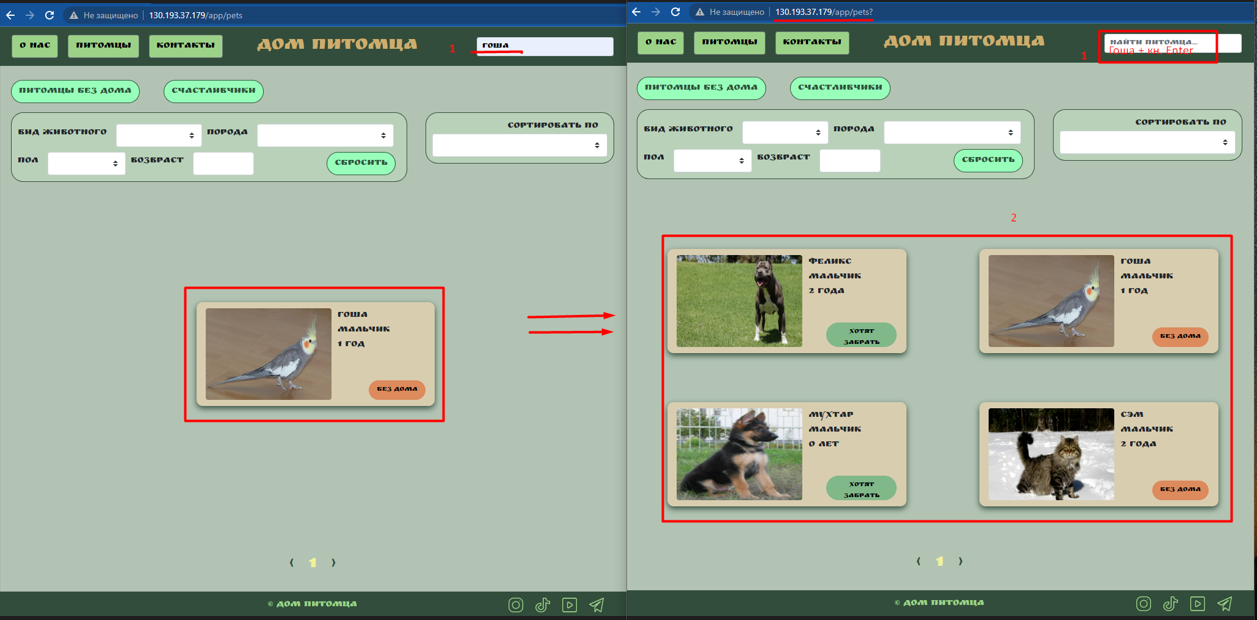 Не защищено | 130.193.37.179/app/pets
О НАС ПИТОМЦЫ КОНТАКТЫ ДОМ ПИТОМЦА 1 гоша
ПИТОМЦЫ БЕЗ ДОМА СЧАСТЛИВЧИКИ
ВИД ЖИВОТНОГО ПОРОДА СОРТИРОВАТЬ ПО
ПОЛ ВОЗВРАСТ СБРОСИТЬ
ГОША
МАЛЬЧИК
1 ГОД
БЕЗ ДОМА
⟨ 1 ⟩
© ДОМ ПИТОМЦА
Не защищено | 130.193.37.179/app/pets?
О НАС ПИТОМЦЫ КОНТАКТЫ ДОМ ПИТОМЦА НАЙТИ ПИТОМЦА...
1 Гоша + кн. Enter
ПИТОМЦЫ БЕЗ ДОМА СЧАСТЛИВЧИКИ
ВИД ЖИВОТНОГО ПОРОДА СОРТИРОВАТЬ ПО
ПОЛ ВОЗВРАСТ СБРОСИТЬ
2
ФЕЛИКС
МАЛЬЧИК
2 ГОДА
ХОТЯТ
ЗАБРАТЬ
ГОША
МАЛЬЧИК
1 ГОД
БЕЗ ДОМА
МУХТАР
МАЛЬЧИК
0 ЛЕТ
ХОТЯТ
ЗАБРАТЬ
СЭМ
МАЛЬЧИК
2 ГОДА
БЕЗ ДОМА
⟨ 1 ⟩
© ДОМ ПИТОМЦА